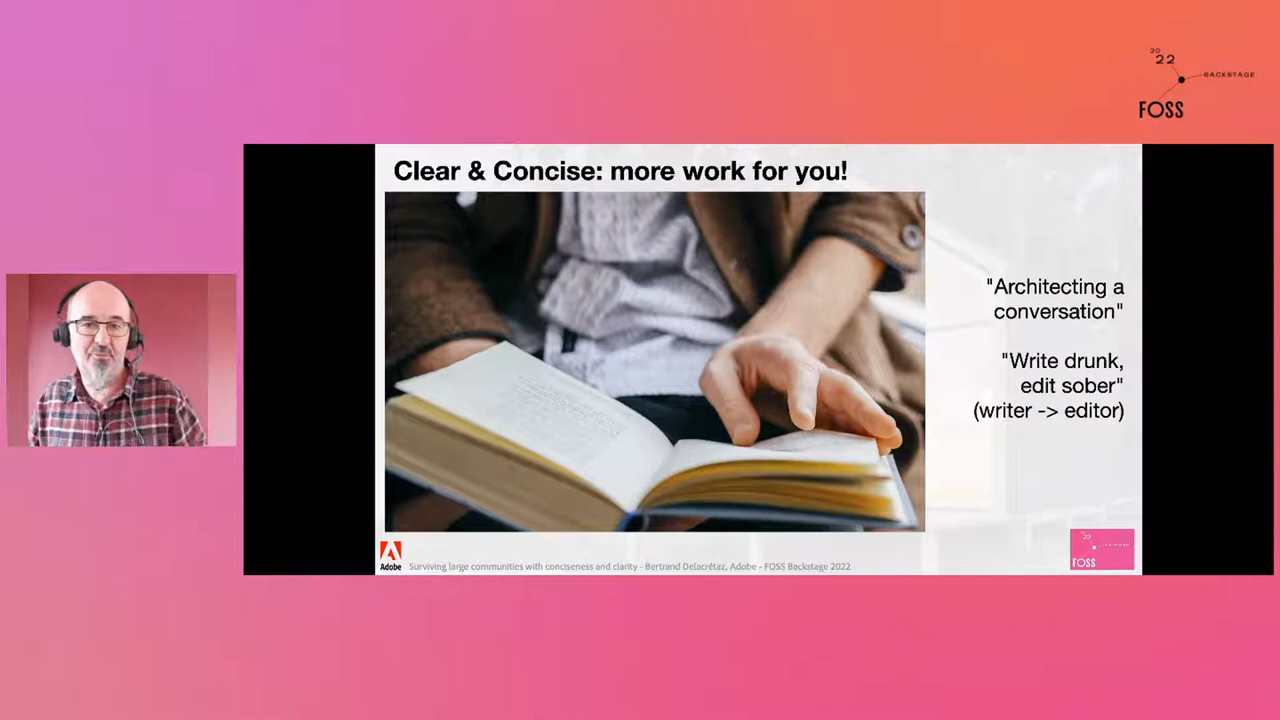 20
22
BACKSTAGE
FOSS
Clear & Concise: more work for you!
"Architecting a
conversation"
"Write drunk,
edit sober"
(writer -> editor)
Adobe
Surviving large communities with conciseness and clarity - Bertrand Delacrétaz, Adobe - FOSS Backstage 2022
FOSS